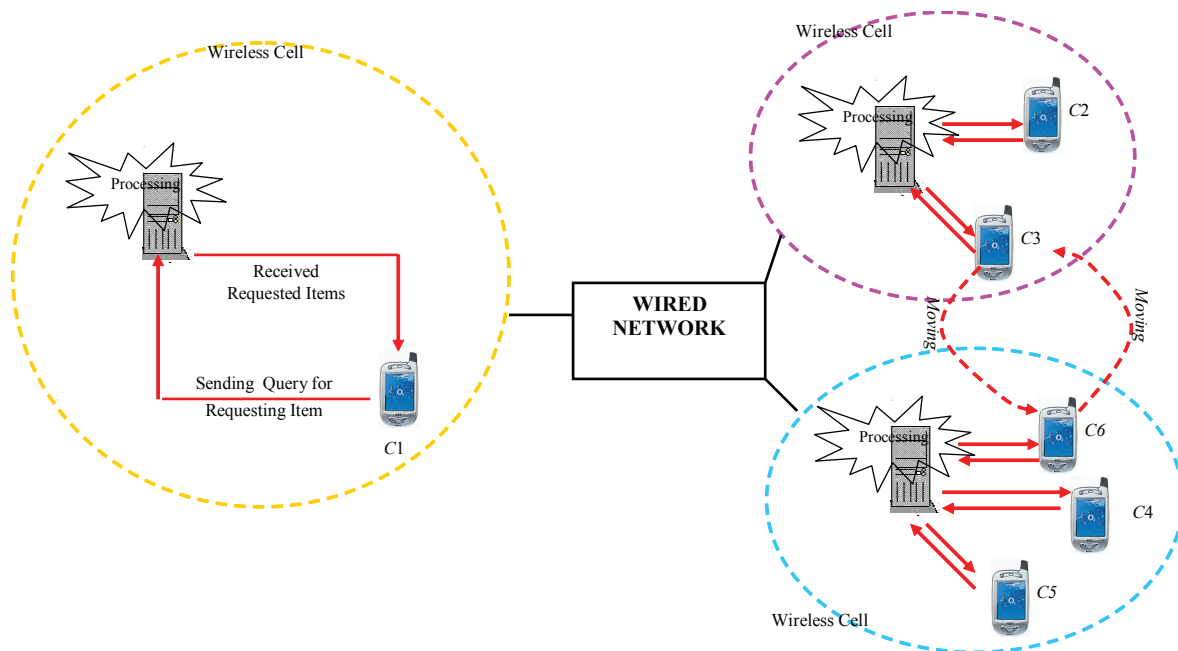 Wireless Cell
Processing
Received
Requested Items
Sending Query for
Requesting Item
C1
WIRED
NETWORK
Wireless Cell
Processing
C2
C3
Moving
Moving
Processing
C6
C4
C5
Wireless Cell